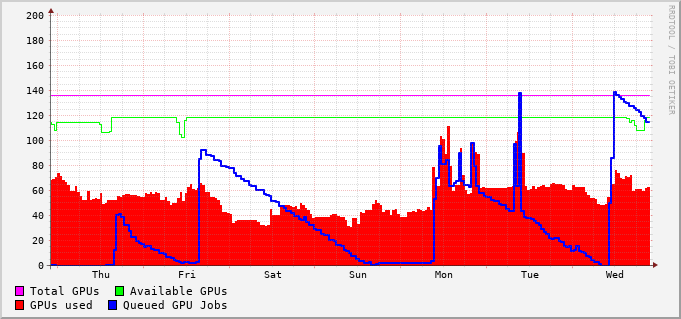 RRDTOOL / TOBI OETIKER
200
180
160
140
120
100
80
60
40
20
0
Thu Fri Sat Sun Mon Tue Wed
Total GPUs Available GPUs
GPUs used Queued GPU Jobs